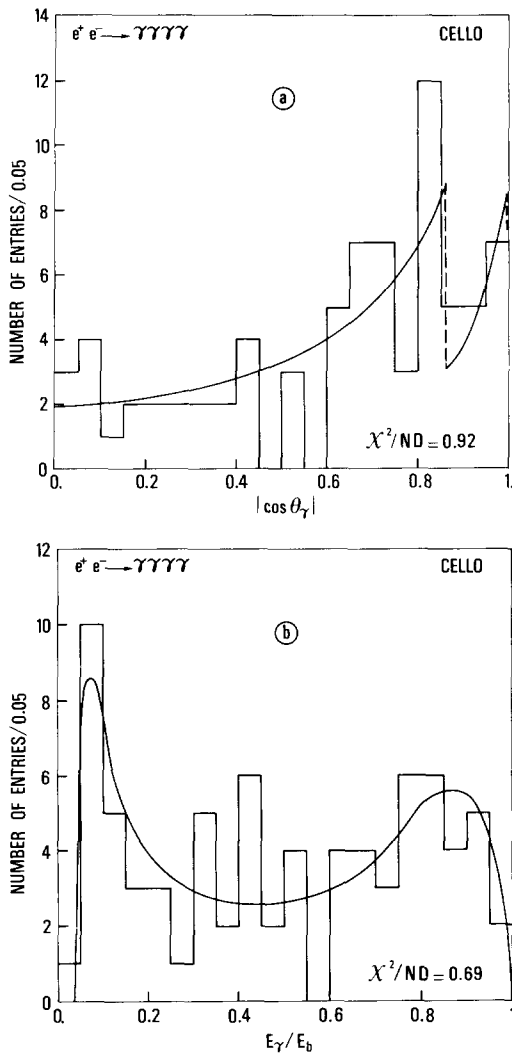 e⁺ e⁻ → γγγγ CELLO
a
14
12
10
8
6
4
2
0
NUMBER OF ENTRIES/0.05
χ²/ND = 0.92
0. 0.2 0.4 0.6 0.8 1.
|cos θγ|
e⁺ e⁻ → γγγγ CELLO
b
12
10
8
6
4
2
0
NUMBER OF ENTRIES/0.05
χ²/ND = 0.69
0. 0.2 0.4 0.6 0.8 1.
Eγ/Eb